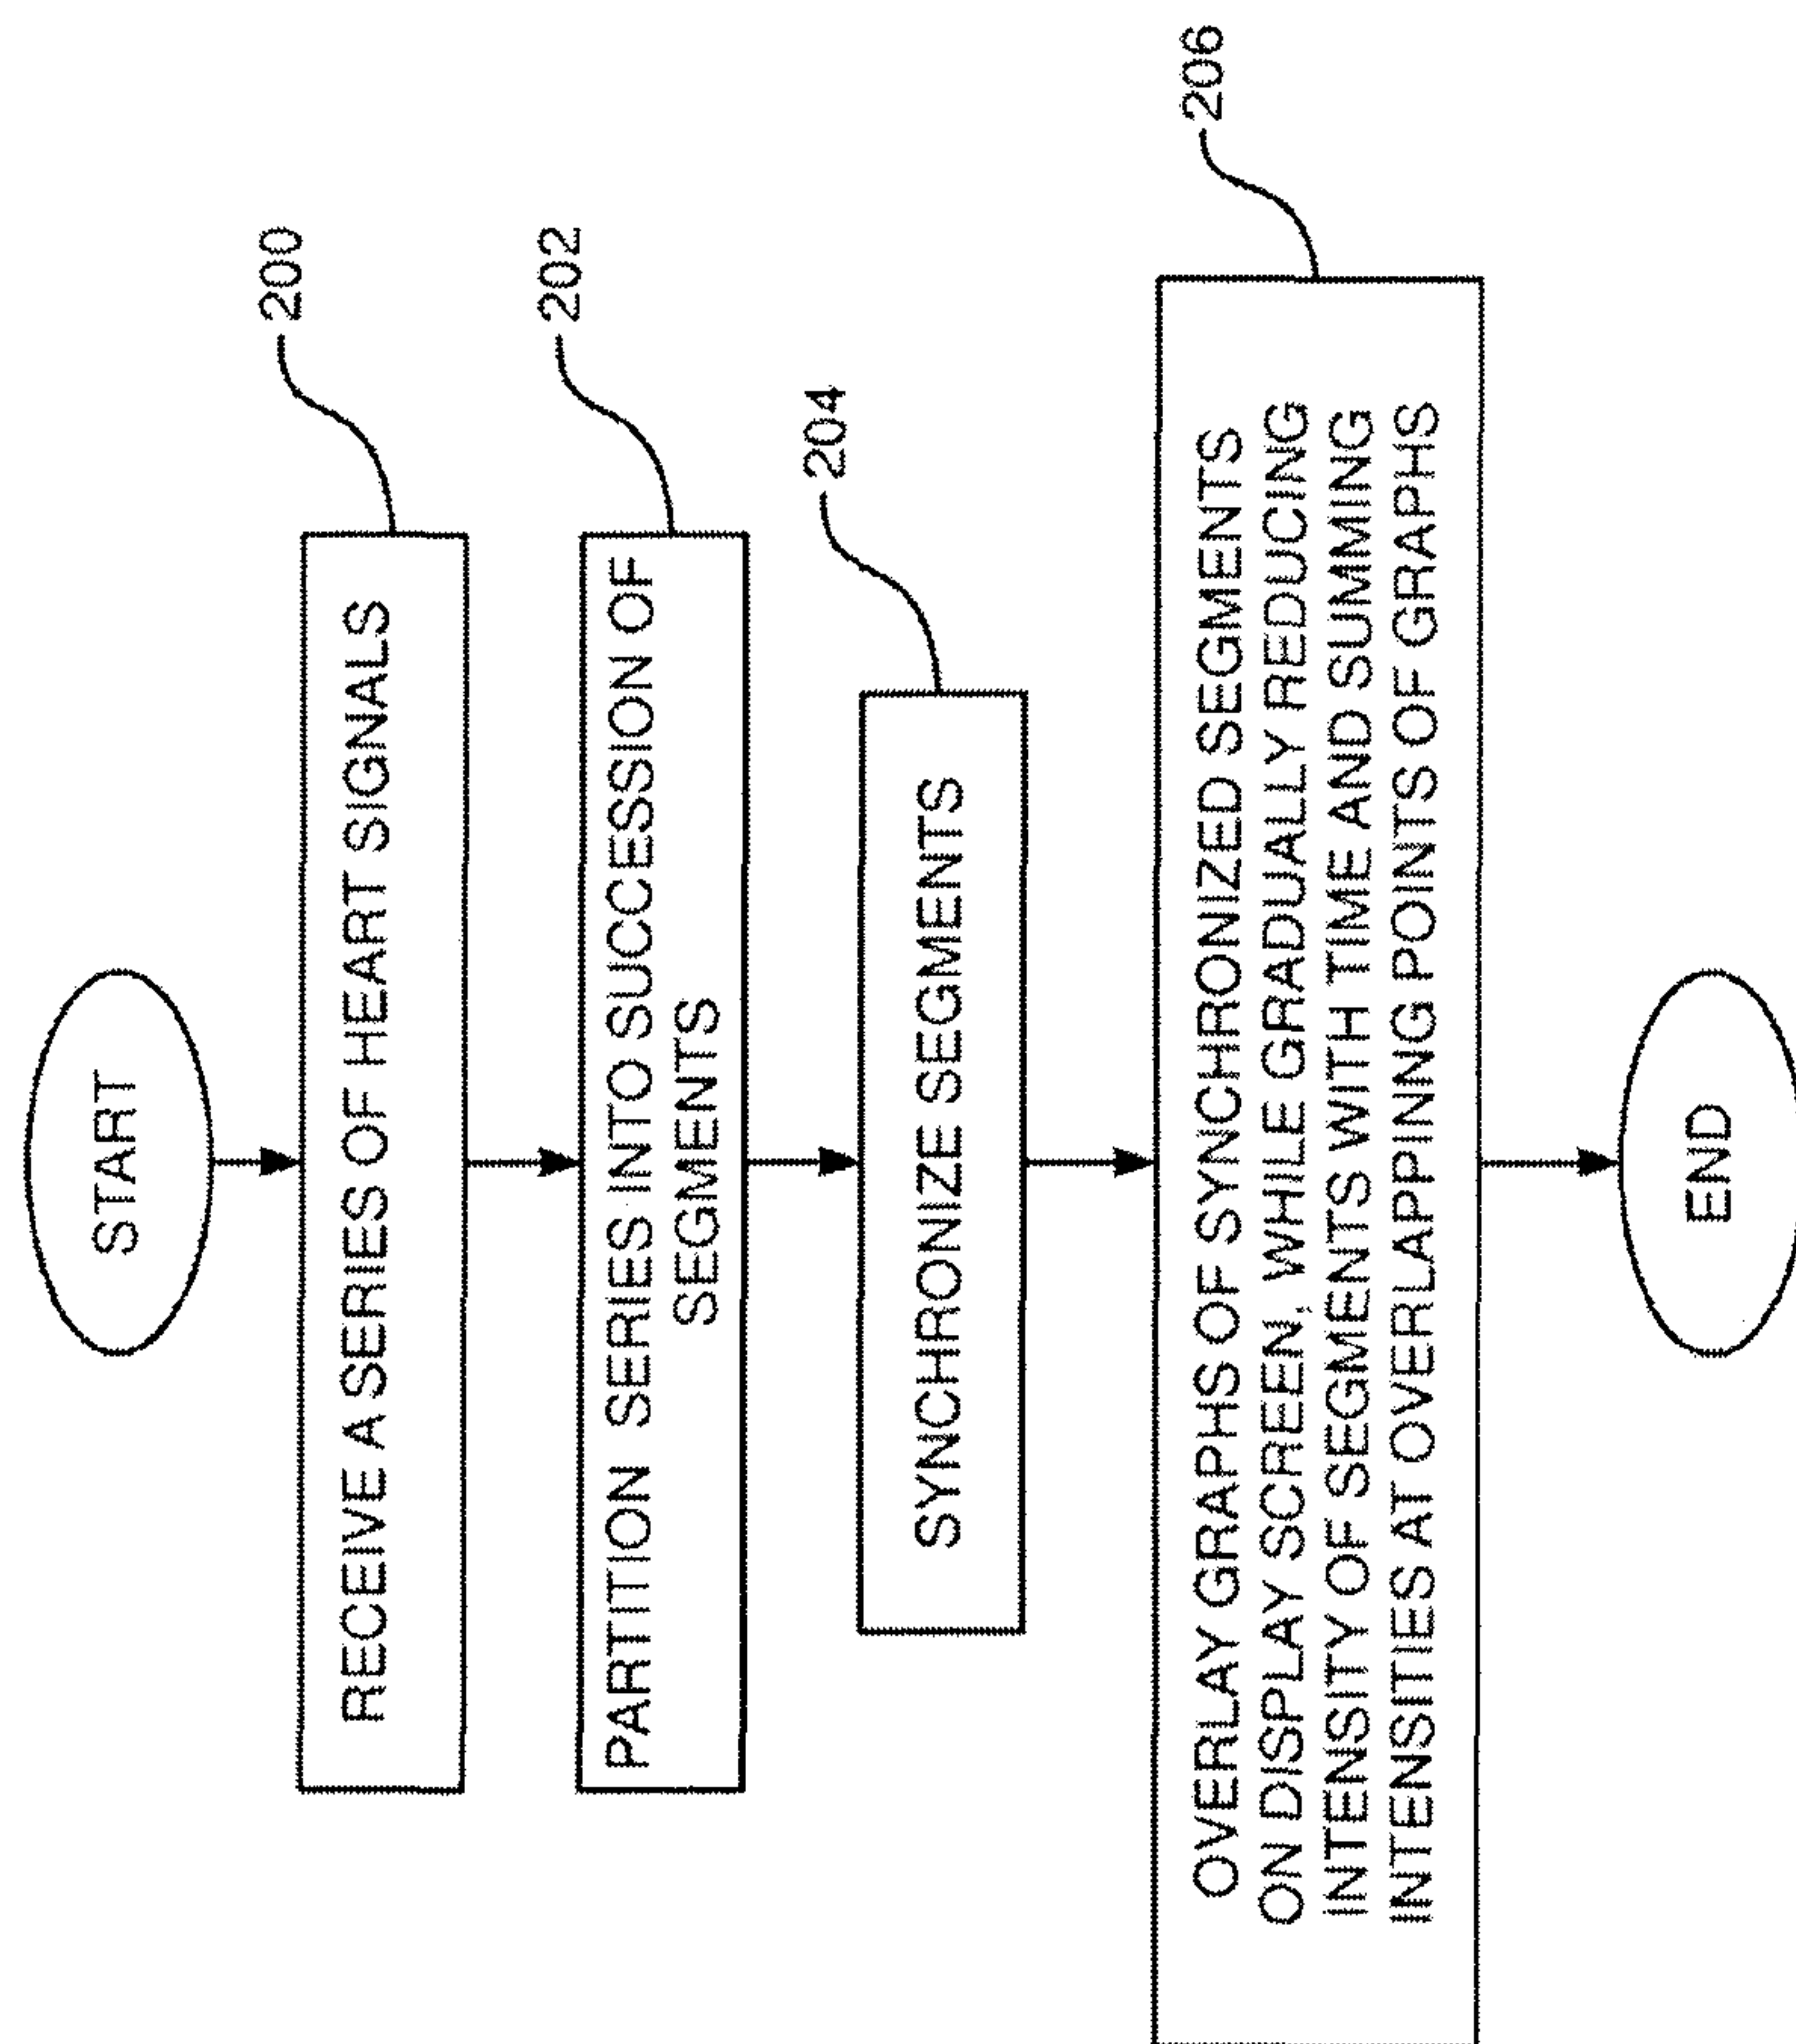 START
RECEIVE A SERIES OF HEART SIGNALS
200
PARTITION SERIES INTO SUCCESSION OF
SEGMENTS
202
SYNCHRONIZE SEGMENTS
204
OVERLAY GRAPHS OF SYNCHRONIZED SEGMENTS
ON DISPLAY SCREEN, WHILE GRADUALLY REDUCING
INTENSITY OF SEGMENTS WITH TIME AND SUMMING
INTENSITIES AT OVERLAPPING POINTS OF GRAPHS
206
END